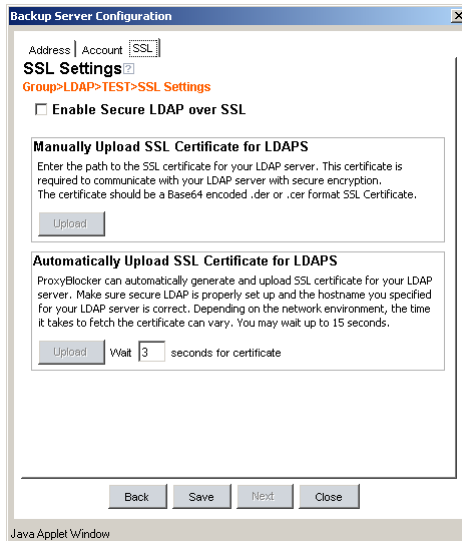 Backup Server Configuration
Address Account SSL
SSL Settings?
Group>LDAP>TEST>SSL Settings
Enable Secure LDAP over SSL
Manually Upload SSL Certificate for LDAPS
Enter the path to the SSL certificate for your LDAP server. This certificate is
required to communicate with your LDAP server with secure encryption.
The certificate should be a Base64 encoded .der or .cer format SSL Certificate.
Upload
Automatically Upload SSL Certificate for LDAPS
ProxyBlocker can automatically generate and upload SSL certificate for your LDAP
server. Make sure secure LDAP is properly set up and the hostname you specified
for your LDAP server is correct. Depending on the network environment, the time
it takes to fetch the certificate can vary. You may wait up to 15 seconds.
Upload Wait 3 seconds for certificate
Back Save Next Close
Java Applet Window